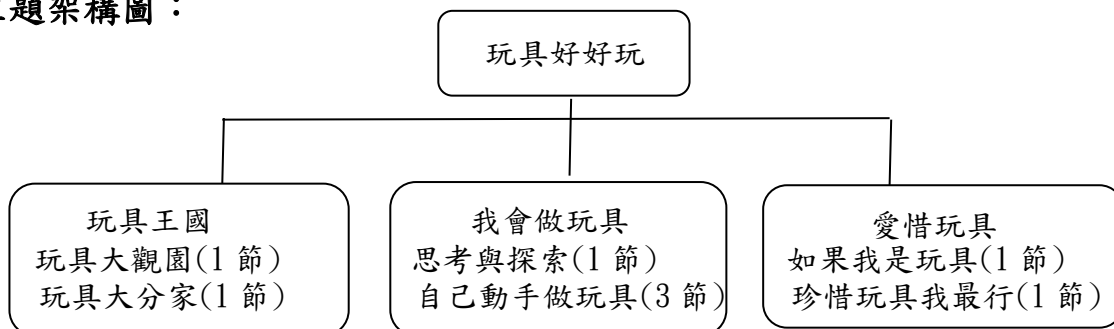 題架構圖：
玩具好好玩
玩具王國
玩具大觀園(1 節)
玩具大分家(1 節)
我會做玩具
思考與探索(1 節)
自己動手做玩具(3 節)
愛惜玩具
如果我是玩具(1 節)
珍惜玩具我最行(1 節)